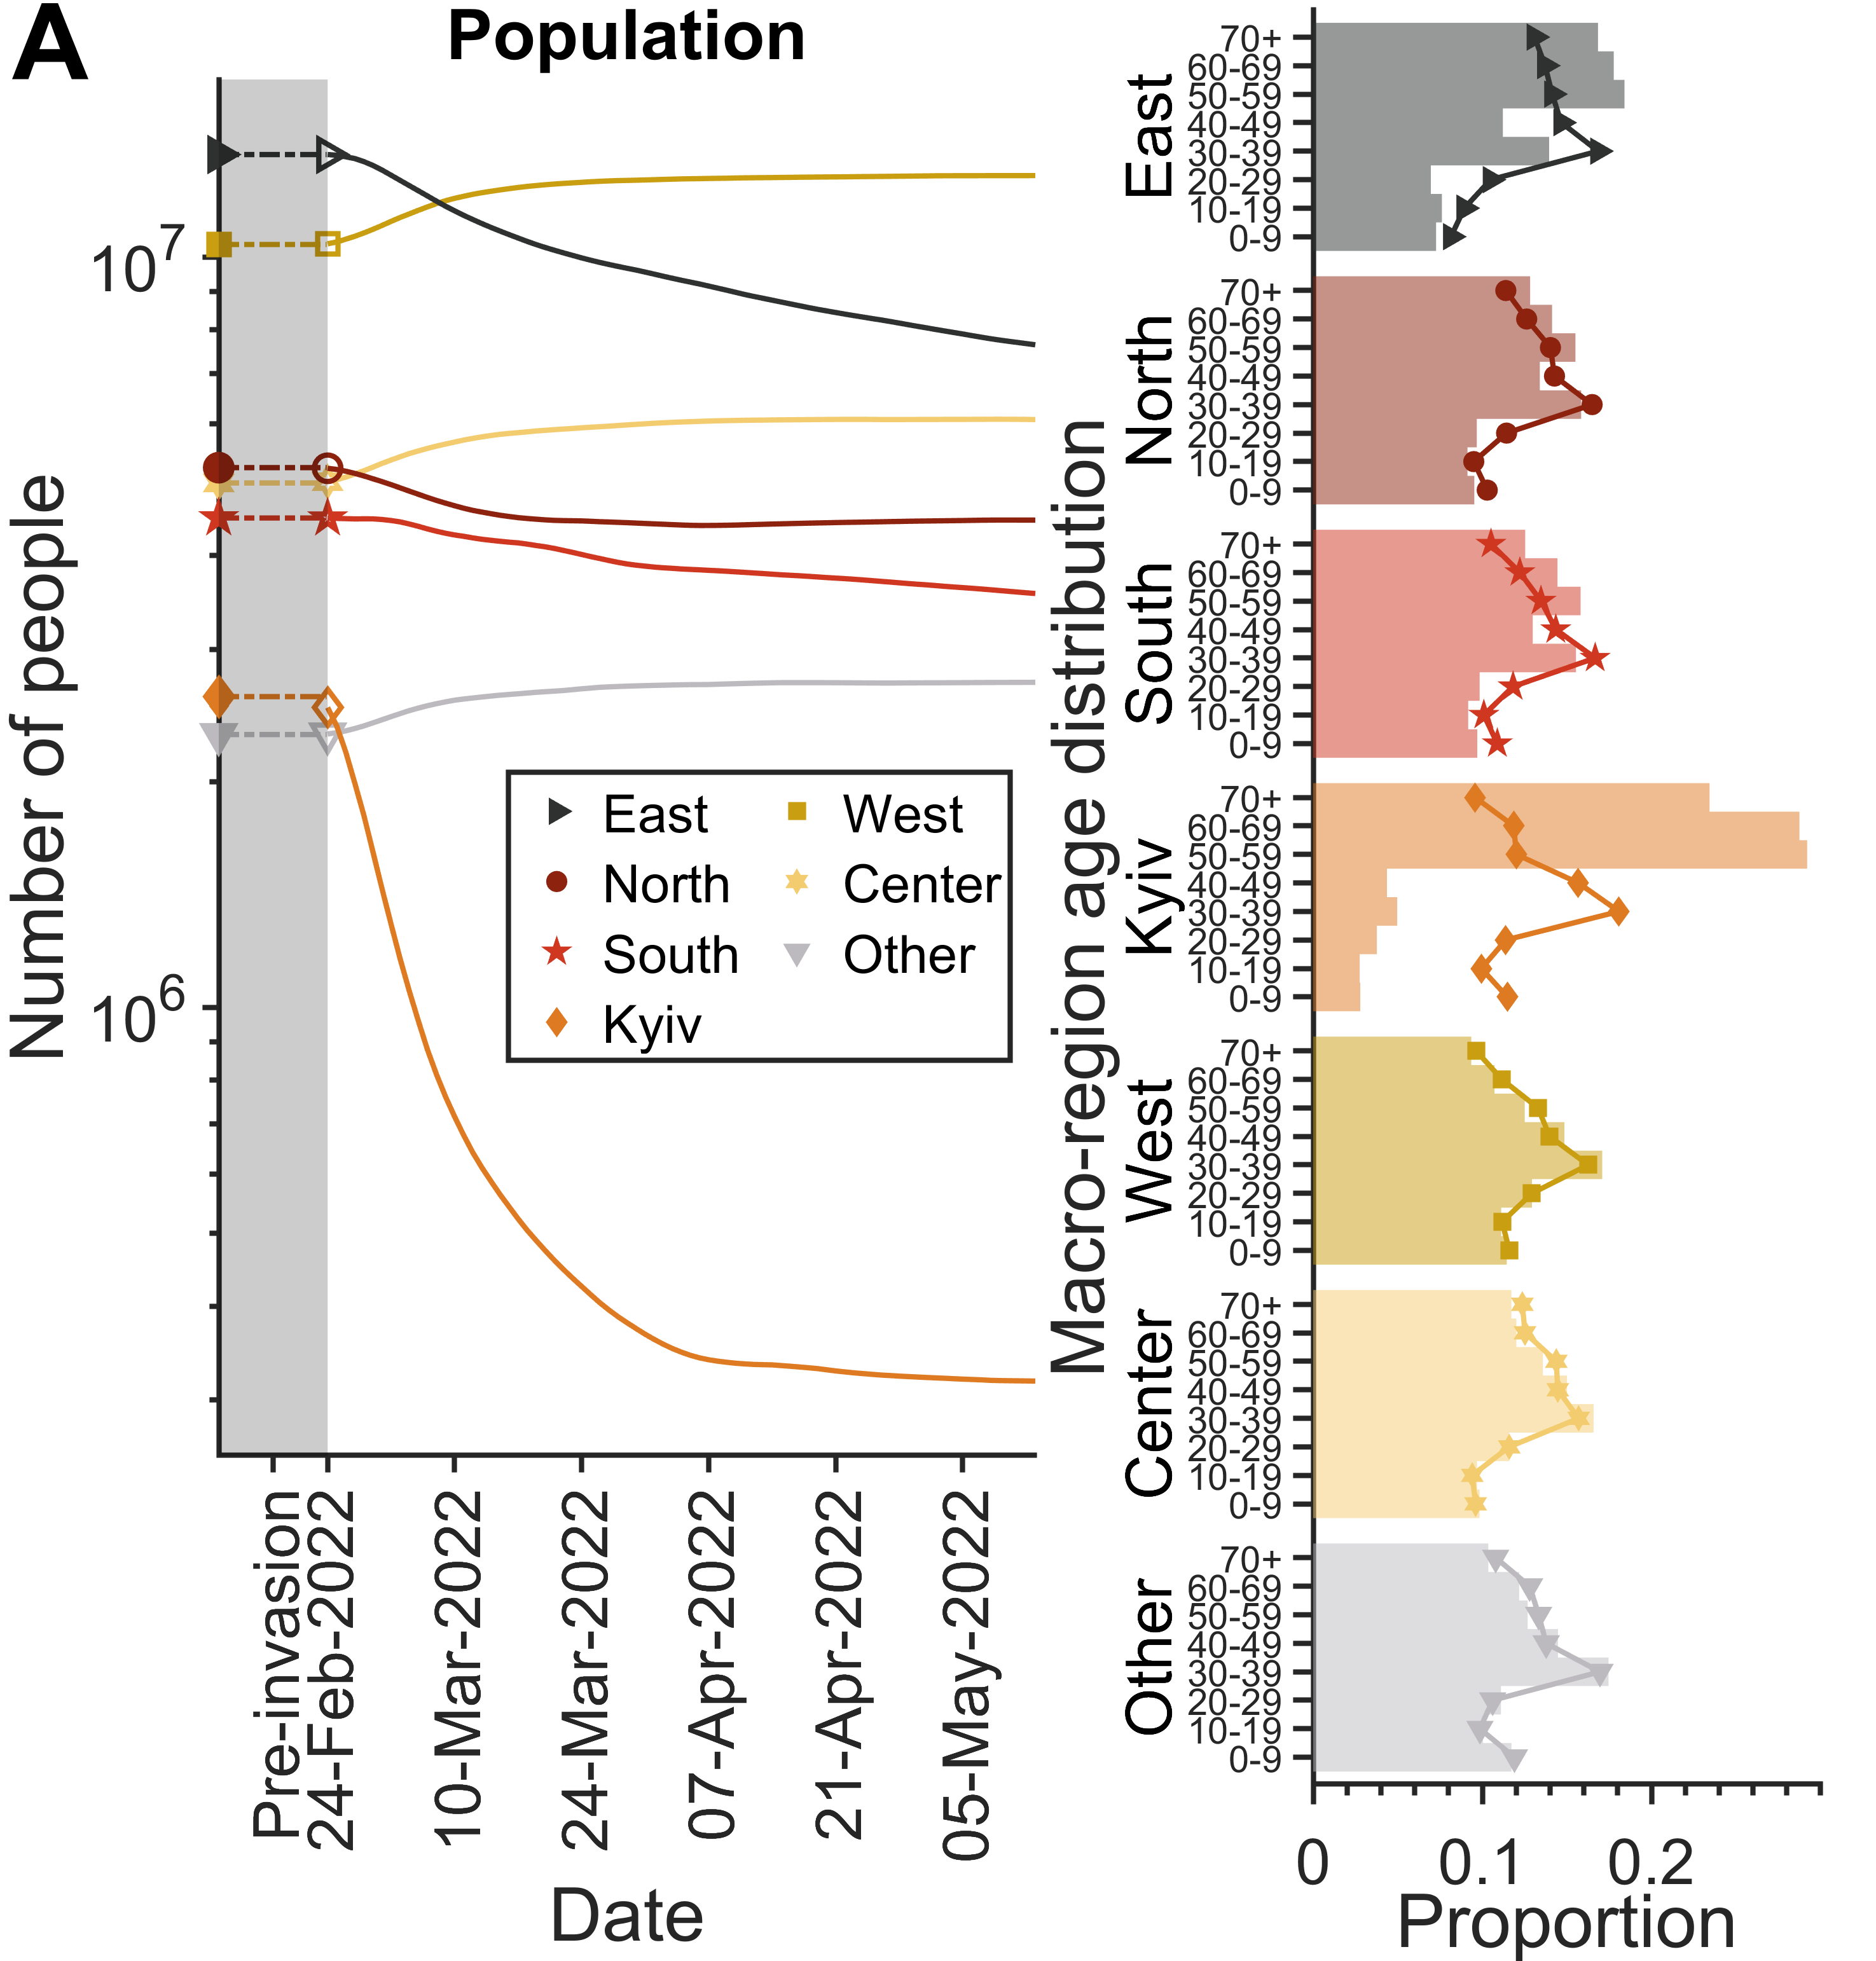 A
Population
Number of people
10^7
10^6
East
North
South
Kyiv
West
Center
Other
Pre-invasion
24-Feb-2022
10-Mar-2022
24-Mar-2022
07-Apr-2022
21-Apr-2022
05-May-2022
Date
Macro-region age distribution
East
70+
60-69
50-59
40-49
30-39
20-29
10-19
0-9
North
70+
60-69
50-59
40-49
30-39
20-29
10-19
0-9
South
70+
60-69
50-59
40-49
30-39
20-29
10-19
0-9
Kyiv
70+
60-69
50-59
40-49
30-39
20-29
10-19
0-9
West
70+
60-69
50-59
40-49
30-39
20-29
10-19
0-9
Center
70+
60-69
50-59
40-49
30-39
20-29
10-19
0-9
Other
70+
60-69
50-59
40-49
30-39
20-29
10-19
0-9
0 0.1 0.2
Proportion